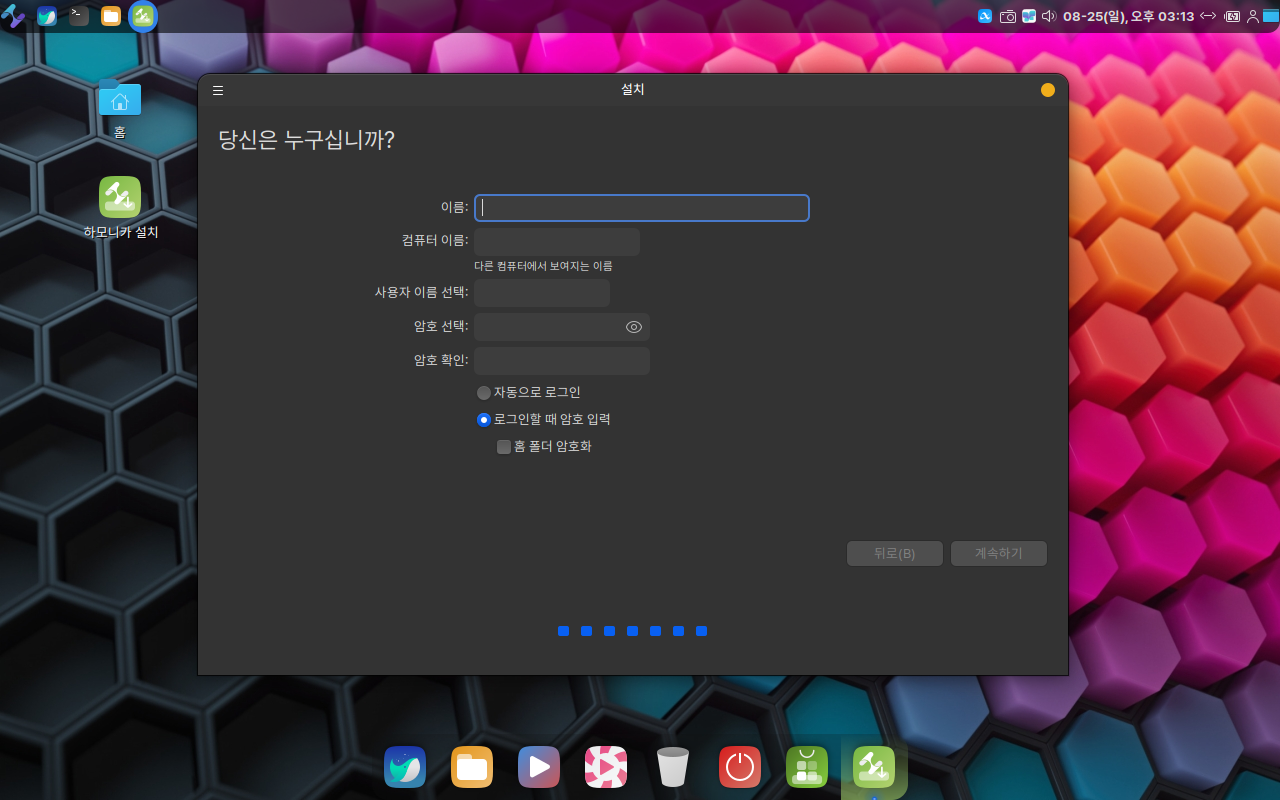 08-25(일), 오후 03:13
홈
하모니카 설치
설치
당신은 누구십니까?
이름:
컴퓨터 이름:
다른 컴퓨터에서 보여지는 이름
사용자 이름 선택:
암호 선택:
암호 확인:
자동으로 로그인
로그인할 때 암호 입력
홈 폴더 암호화
뒤로(B)
계속하기